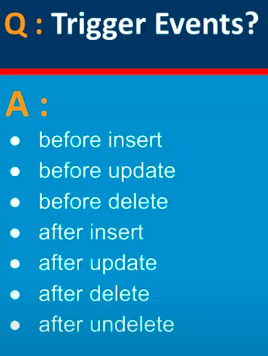 Q : Trigger Events?
A :
● before insert
● before update
● before delete
● after insert
● after update
● after delete
● after undelete